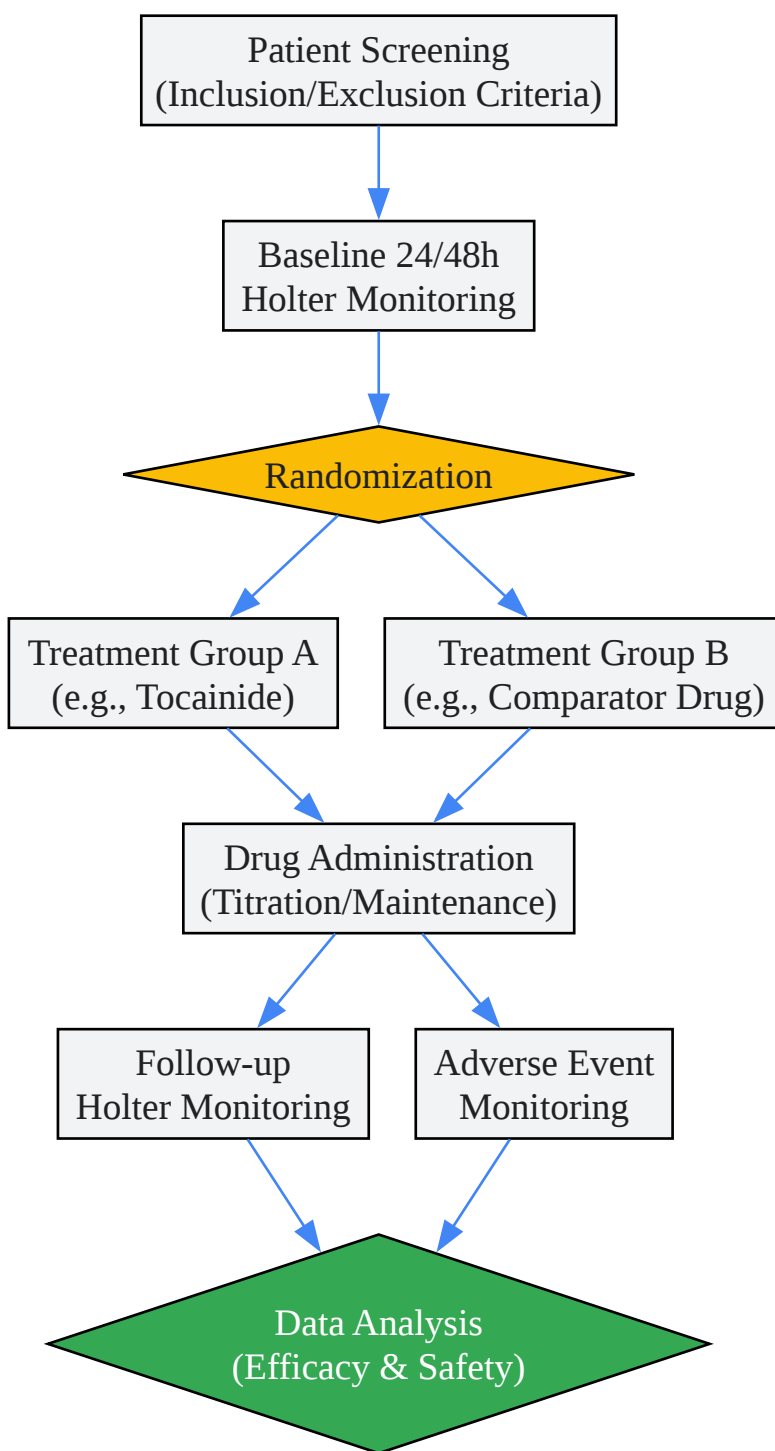 Patient Screening
(Inclusion/Exclusion Criteria)
Baseline 24/48h
Holter Monitoring
Randomization
Treatment Group A
(e.g., Tocainide)
Treatment Group B
(e.g., Comparator Drug)
Drug Administration
(Titration/Maintenance)
Follow-up
Holter Monitoring
Adverse Event
Monitoring
Data Analysis
(Efficacy & Safety)